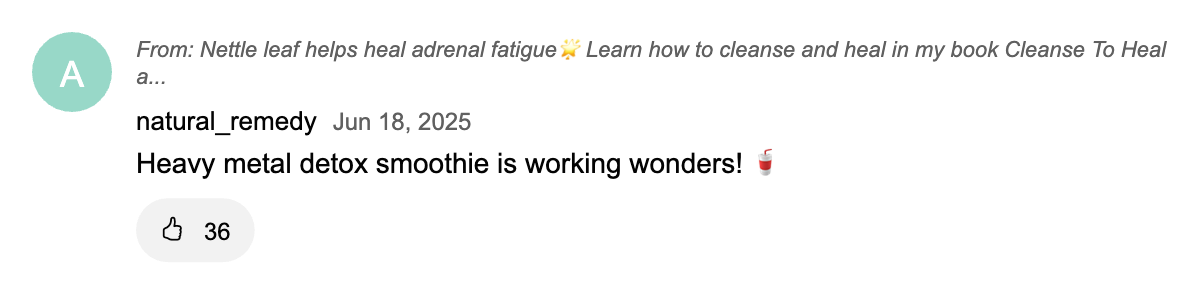 A
From: Nettle leaf helps heal adrenal fatigue🌟 Learn how to cleanse and heal in my book Cleanse To Heal
a...
natural_remedy Jun 18, 2025
Heavy metal detox smoothie is working wonders! 🥤
36